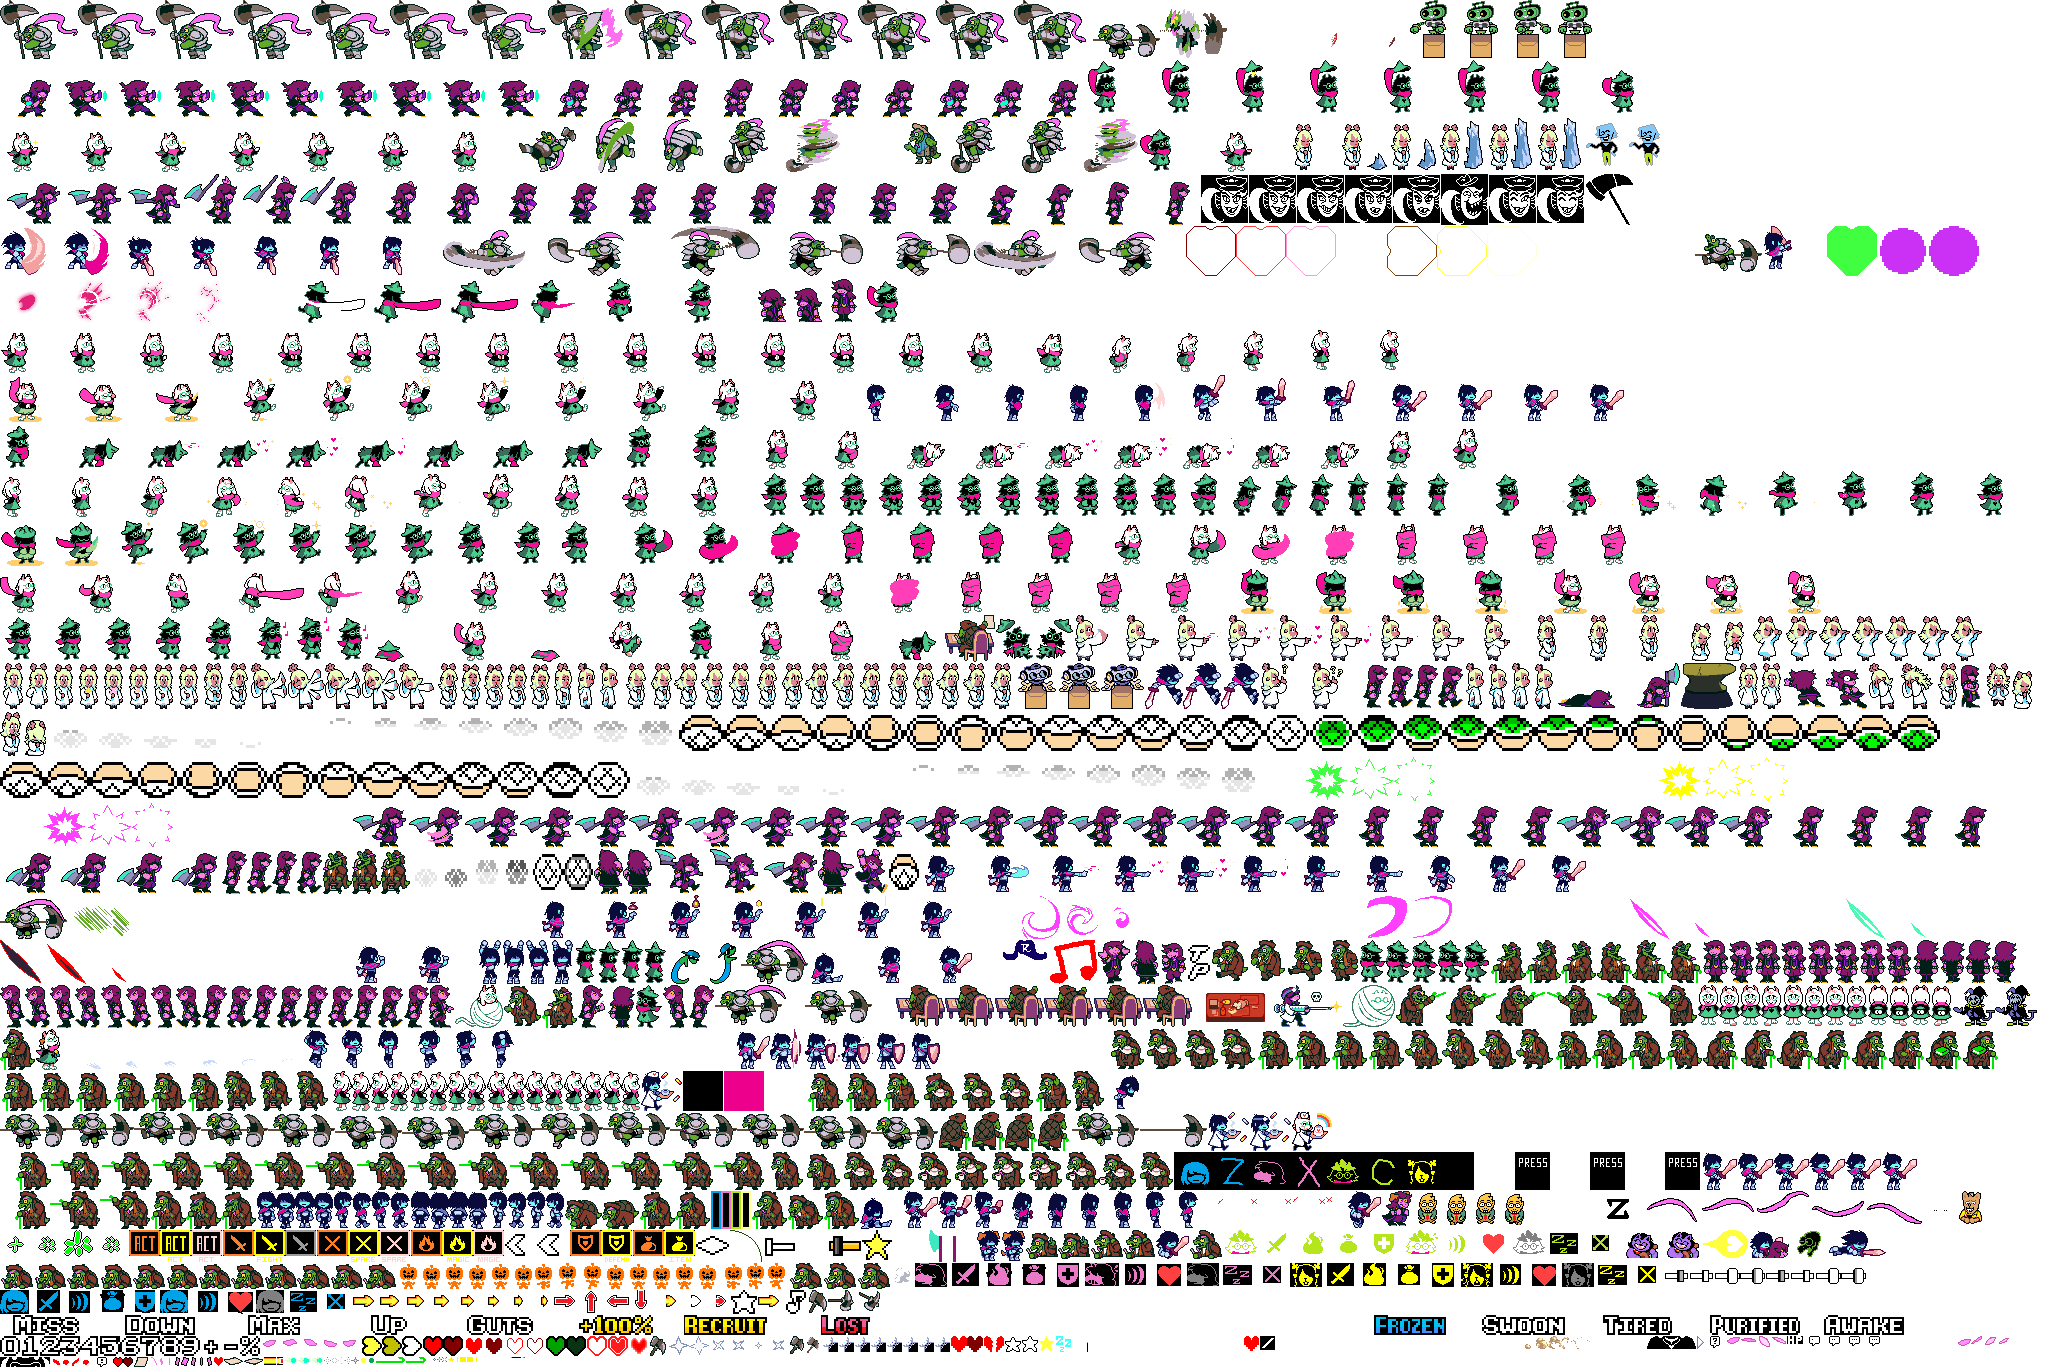 Z X C PRESS PRESS PRESS
Z
ACT ACT ACT
MISS DOWN MAX UP GUTS +100% RECRUIT LOST FROZEN SWOON TIRED PURIFIED AWAKE
0123456789+-%
HP